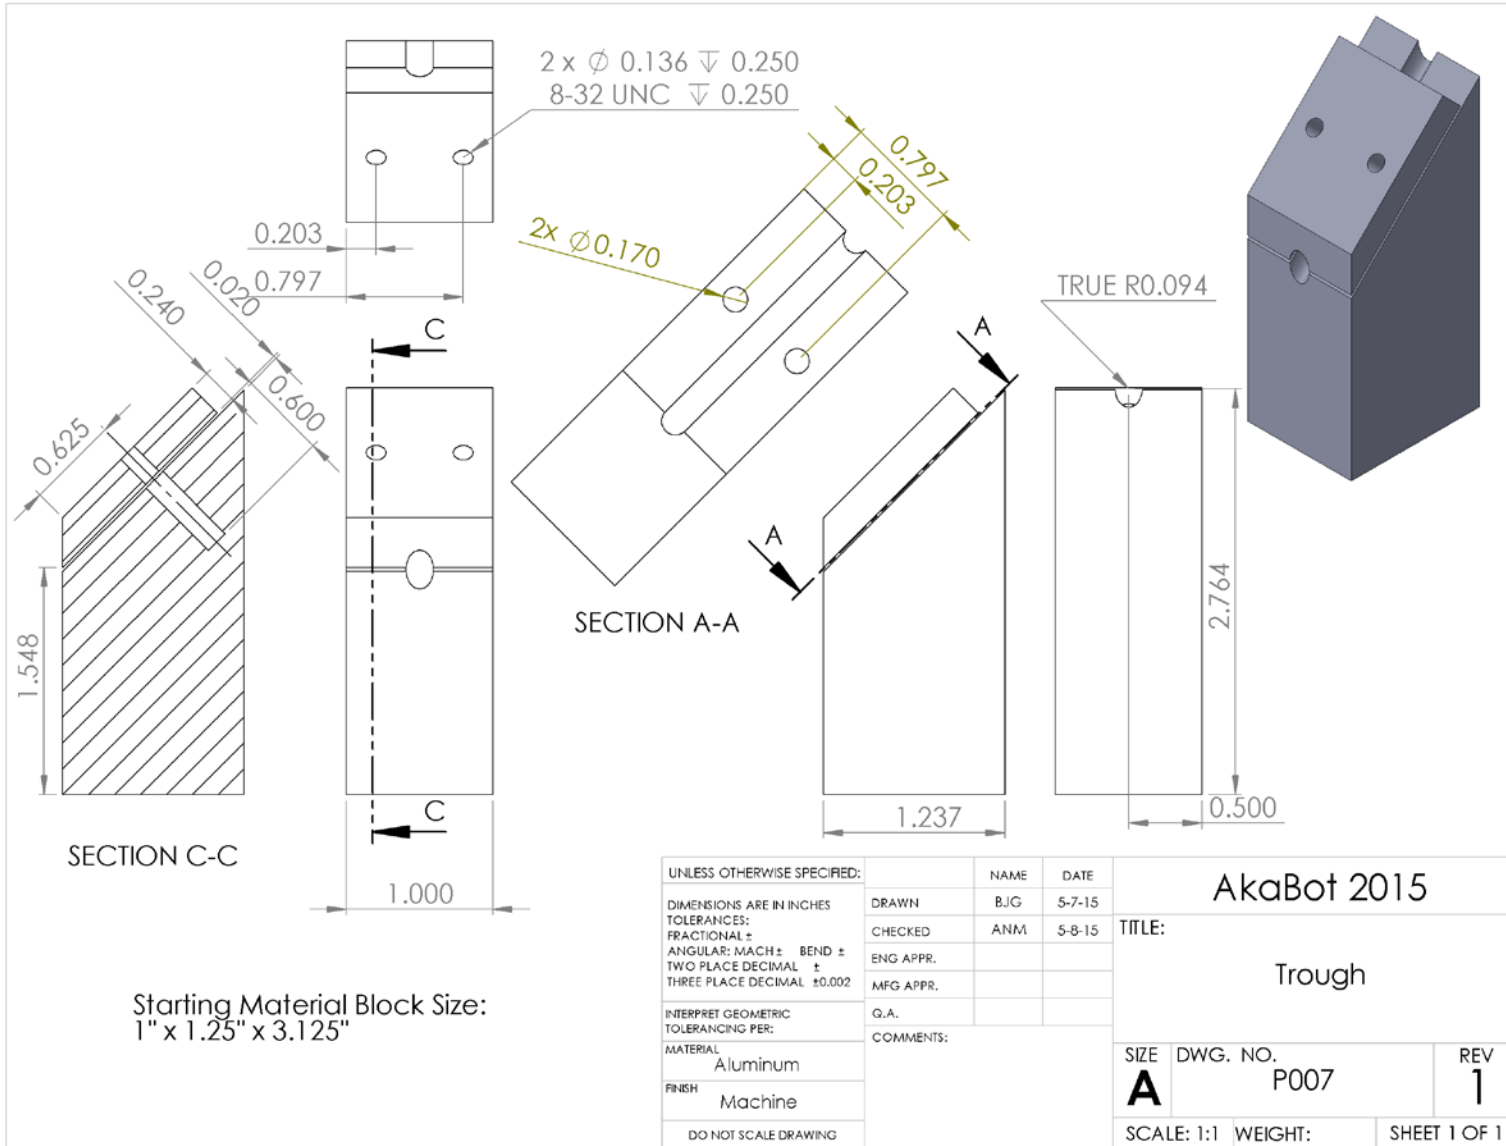 2 x ∅ 0.136 ↧ 0.250
8-32 UNC ↧ 0.250
0.203
0.797
0.797
0.203
2x ∅0.170
TRUE R0.094
0.240
0.020
0.600
0.625
1.548
C
C
A
A
SECTION A-A
2.764
1.237
0.500
SECTION C-C
1.000
Starting Material Block Size:
1" x 1.25" x 3.125"
UNLESS OTHERWISE SPECIFIED:
DIMENSIONS ARE IN INCHES
TOLERANCES:
FRACTIONAL ±
ANGULAR: MACH ± BEND ±
TWO PLACE DECIMAL ±
THREE PLACE DECIMAL ±0.002
INTERPRET GEOMETRIC
TOLERANCING PER:
MATERIAL
Aluminum
FINISH
Machine
DO NOT SCALE DRAWING
NAME DATE
DRAWN BJG 5-7-15
CHECKED ANM 5-8-15
ENG APPR.
MFG APPR.
Q.A.
COMMENTS:
AkaBot 2015
TITLE:
Trough
SIZE DWG. NO. REV
A P007 1
SCALE: 1:1 WEIGHT: SHEET 1 OF 1